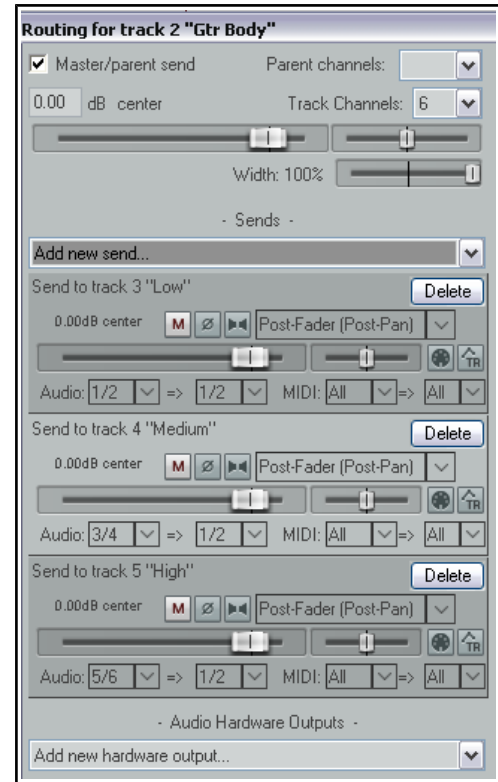 Routing for track 2 "Gtr Body"
Master/parent send Parent channels:
0.00 dB center Track Channels: 6
Width: 100%
- Sends -
Add new send...
Send to track 3 "Low" Delete
0.00dB center M Ø Post-Fader (Post-Pan)
TR
Audio: 1/2 => 1/2 MIDI: All => All
Send to track 4 "Medium" Delete
0.00dB center M Ø Post-Fader (Post-Pan)
TR
Audio: 3/4 => 1/2 MIDI: All => All
Send to track 5 "High" Delete
0.00dB center M Ø Post-Fader (Post-Pan)
TR
Audio: 5/6 => 1/2 MIDI: All => All
- Audio Hardware Outputs -
Add new hardware output...